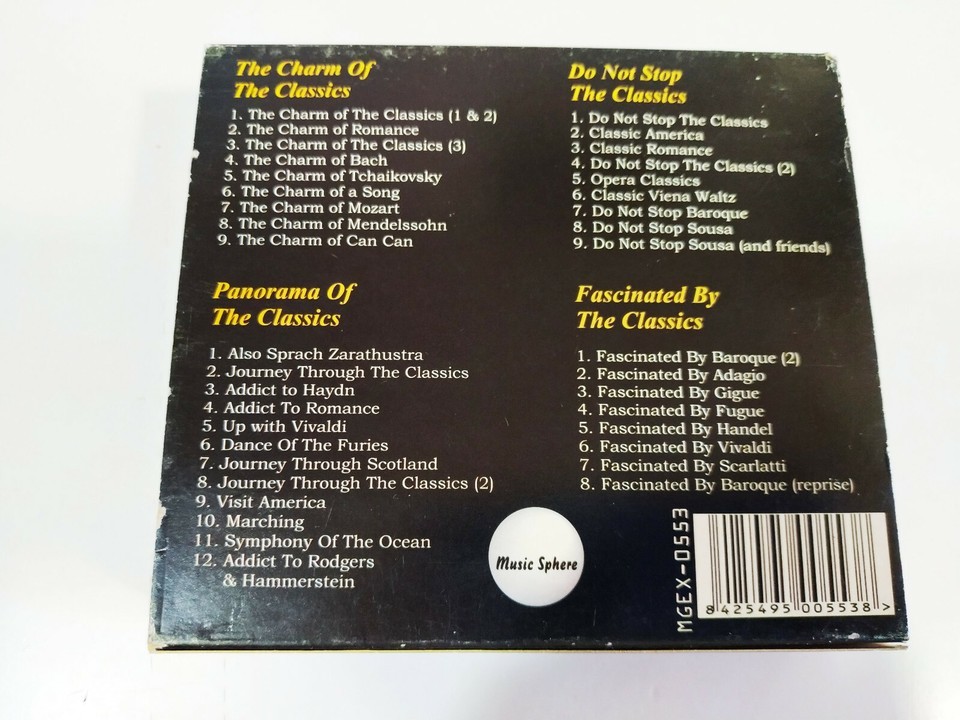 The Charm Of
The Classics
1. The Charm of The Classics (1 & 2)
2. The Charm of Romance
3. The Charm of The Classics (3)
4. The Charm of Bach
5. The Charm of Tchaikovsky
6. The Charm of a Song
7. The Charm of Mozart
8. The Charm of Mendelssohn
9. The Charm of Can Can
Do Not Stop
The Classics
1. Do Not Stop The Classics
2. Classic America
3. Classic Romance
4. Do Not Stop The Classics (2)
5. Opera Classics
6. Classic Viena Waltz
7. Do Not Stop Baroque
8. Do Not Stop Sousa
9. Do Not Stop Sousa (and friends)
Panorama Of
The Classics
1. Also Sprach Zarathustra
2. Journey Through The Classics
3. Addict to Haydn
4. Addict To Romance
5. Up with Vivaldi
6. Dance Of The Furies
7. Journey Through Scotland
8. Journey Through The Classics (2)
9. Visit America
10. Marching
11. Symphony Of The Ocean
12. Addict To Rodgers
& Hammerstein
Fascinated By
The Classics
1. Fascinated By Baroque (2)
2. Fascinated By Adagio
3. Fascinated By Gigue
4. Fascinated By Fugue
5. Fascinated By Handel
6. Fascinated By Vivaldi
7. Fascinated By Scarlatti
8. Fascinated By Baroque (reprise)
Music Sphere
MGEX-0553
8 425495 005538 >